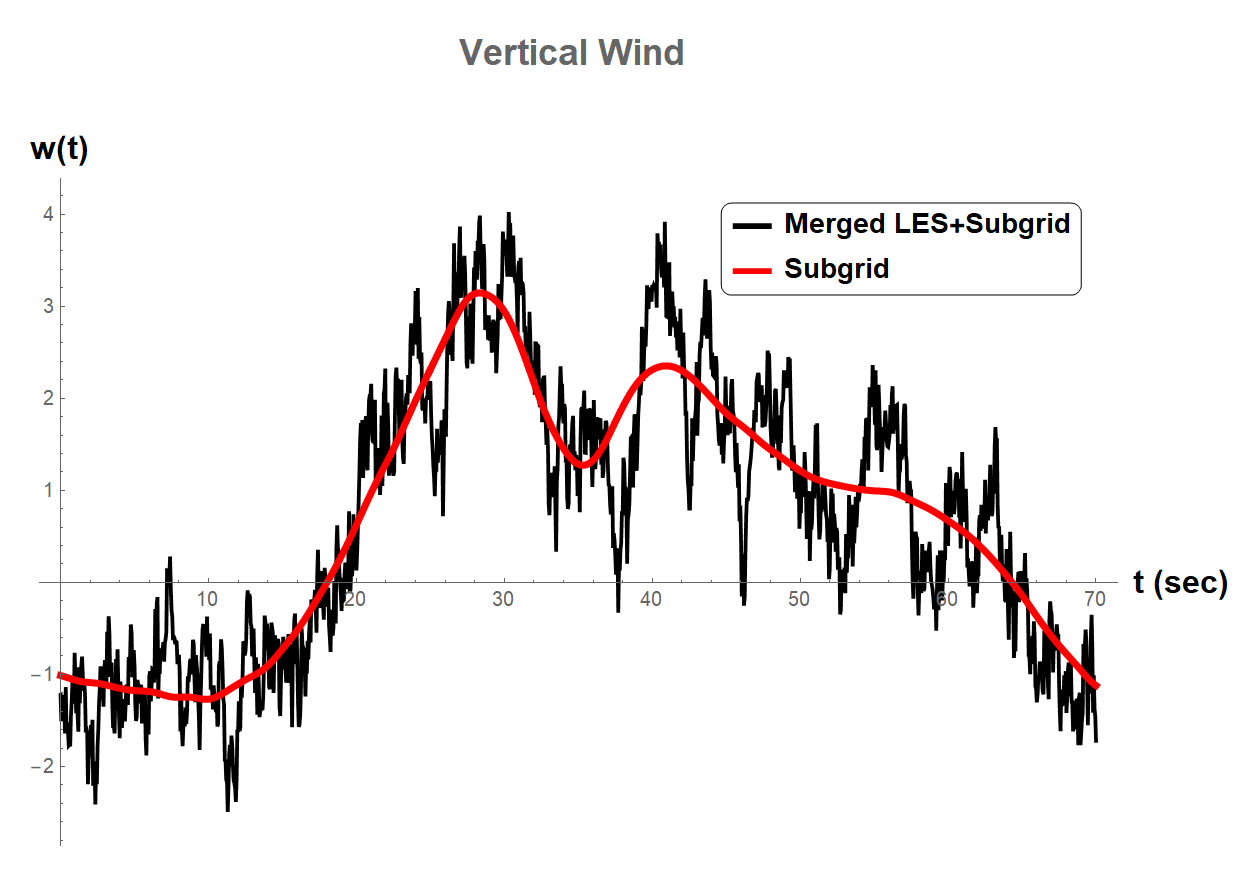 Vertical Wind
w(t)
4
Merged LES+Subgrid
Subgrid
3
2
1
t (sec)
10 20 30 40 50 60 70
−1
−2